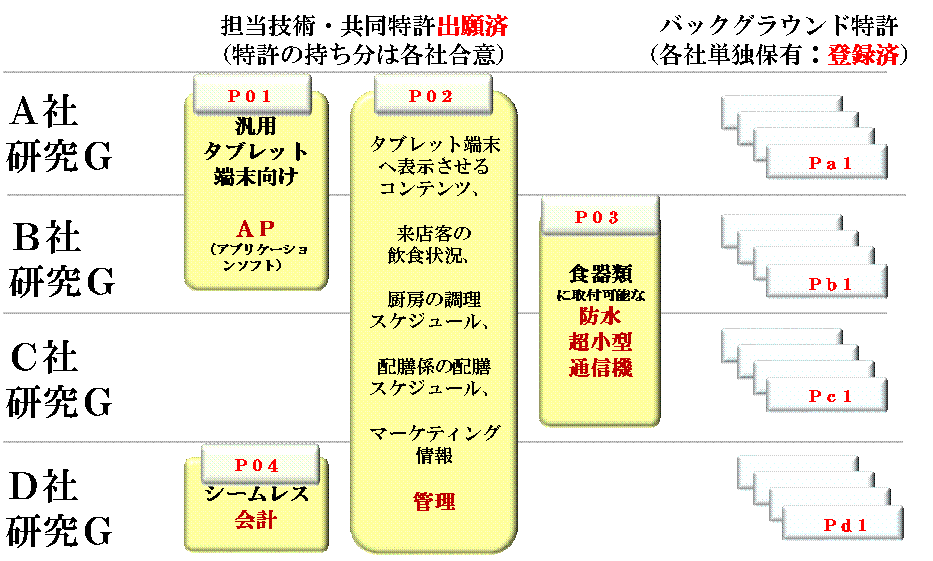 担当技術・共同特許出願済
(特許の持ち分は各社合意)
バックグラウンド特許
(各社単独保有：登録済)
A社
研究G
B社
研究G
C社
研究G
D社
研究G
P01
汎用
タブレット
端末向け
AP
(アプリケーショ
ンソフト)
P02
タブレット端末
へ表示させる
コンテンツ、
来店客の
飲食状況、
厨房の調理
スケジュール、
配膳係の配膳
スケジュール、
マーケティング
情報
管理
P03
食器類
に取付可能な
防水
超小型
通信機
P04
シームレス
会計
Pa1
Pb1
Pc1
Pd1